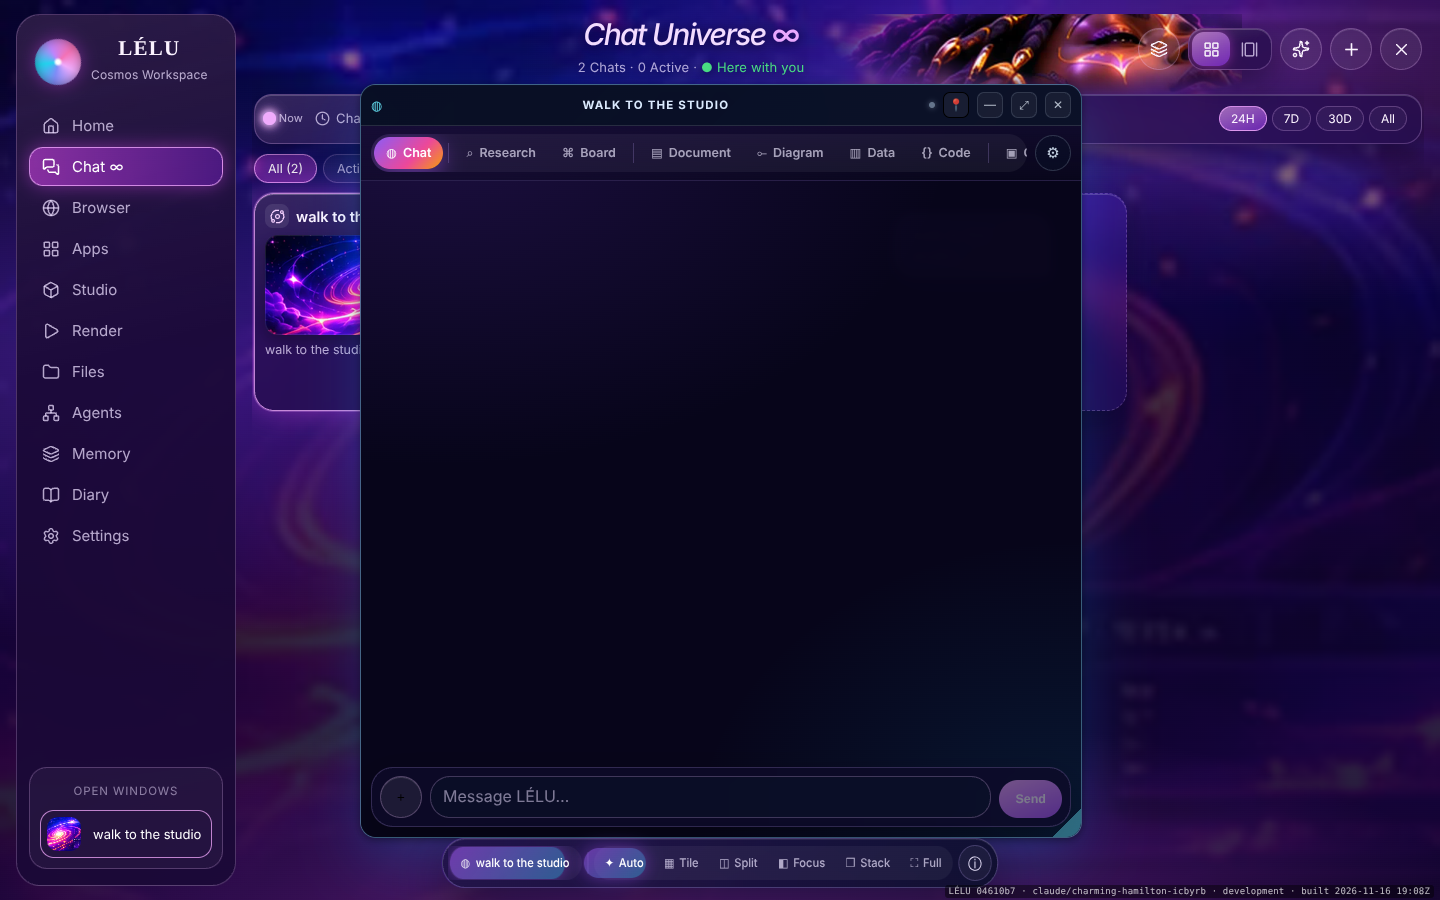 LÉLU
Cosmos Workspace
Home
Chat ∞
Browser
Apps
Studio
Render
Files
Agents
Memory
Diary
Settings
OPEN WINDOWS
walk to the studio
Chat Universe ∞
2 Chats · 0 Active · Here with you
Now
Cha
24H 7D 30D All
All (2) Acti
walk to th
walk to the studi
WALK TO THE STUDIO
Chat Research Board Document Diagram Data {} Code
Message LÉLU...
Send
walk to the studio Auto Tile Split Focus Stack Full
LÉLU 04610b7 · claude/charming-hamilton-icbyrb · development · built 2026-11-16 19:08Z